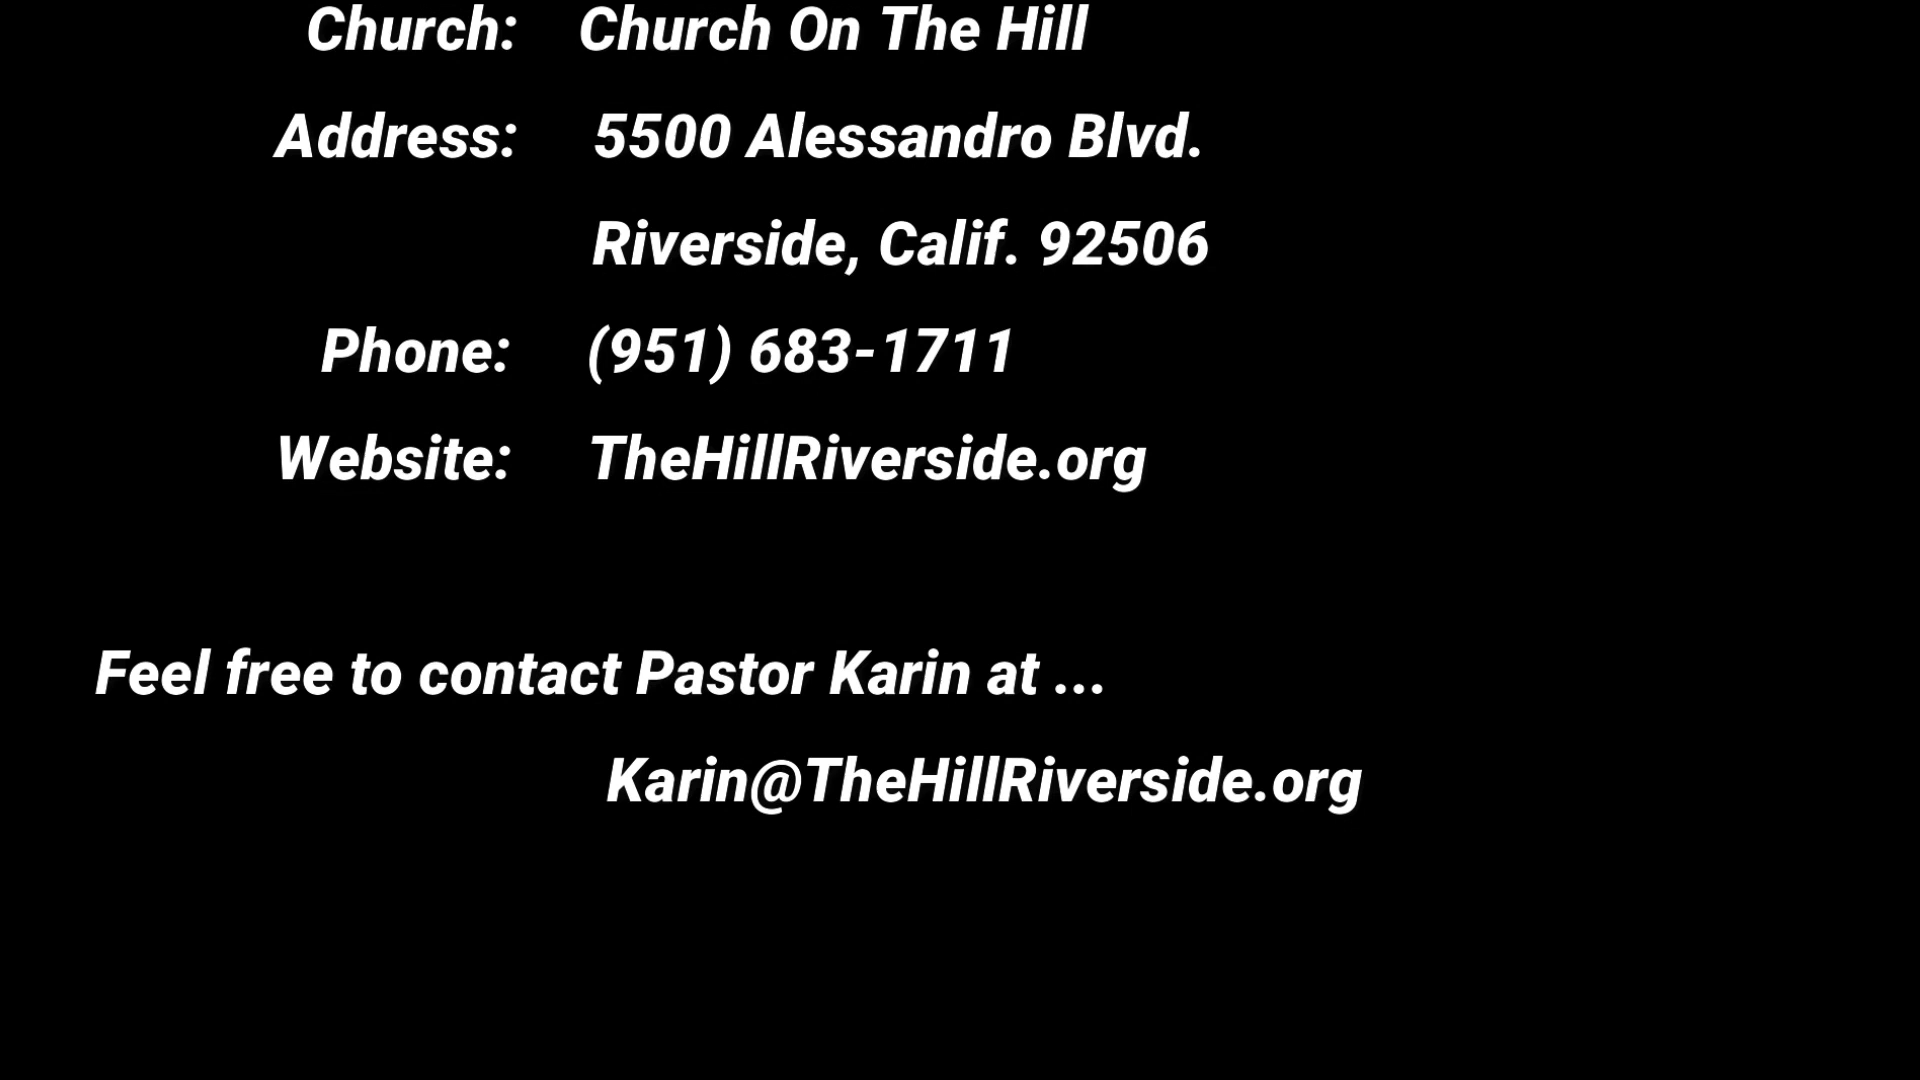 Church: Church On The Hill
Address: 5500 Alessandro Blvd.
Riverside, Calif. 92506
Phone: (951) 683-1711
Website: TheHillRiverside.org
Feel free to contact Pastor Karin at ...
Karin@TheHillRiverside.org